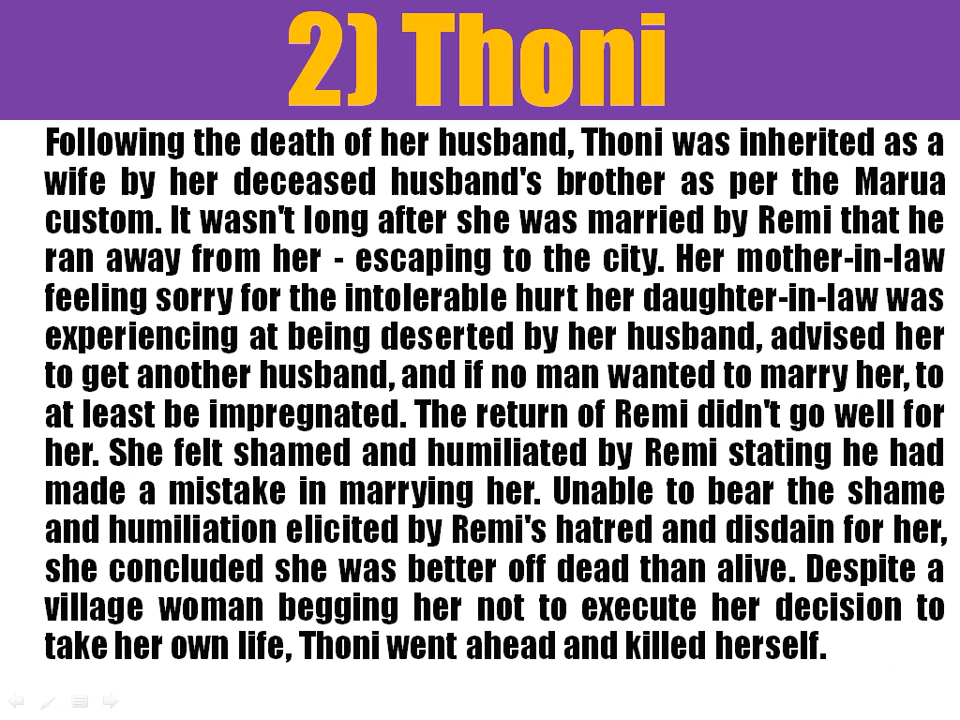 2) Thoni
Following the death of her husband, Thoni was inherited as a
wife by her deceased husband's brother as per the Marua
custom. It wasn't long after she was married by Remi that he
ran away from her - escaping to the city. Her mother-in-law
feeling sorry for the intolerable hurt her daughter-in-law was
experiencing at being deserted by her husband, advised her
to get another husband, and if no man wanted to marry her, to
at least be impregnated. The return of Remi didn't go well for
her. She felt shamed and humiliated by Remi stating he had
made a mistake in marrying her. Unable to bear the shame
and humiliation elicited by Remi's hatred and disdain for her,
she concluded she was better off dead than alive. Despite a
village woman begging her not to execute her decision to
take her own life, Thoni went ahead and killed herself.